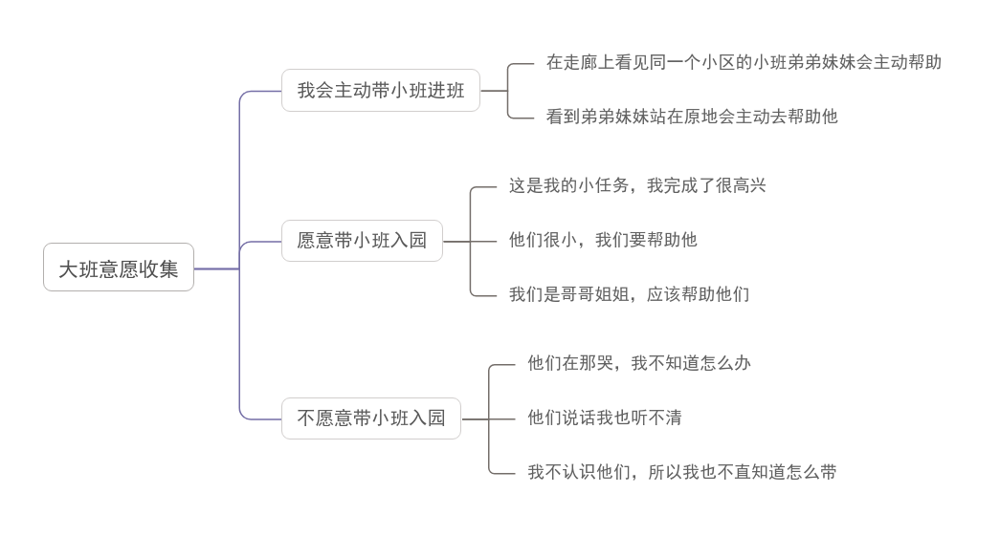 大班意愿收集
我会主动带小班进班
在走廊上看见同一个小区的小班弟弟妹妹会主动帮助
看到弟弟妹妹站在原地会主动去帮助他
愿意带小班入园
这是我的小任务，我完成了很高兴
他们很小，我们要帮助他
我们是哥哥姐姐，应该帮助他们
不愿意带小班入园
他们在那哭，我不知道怎么办
他们说话我也听不清
我不认识他们，所以我也不直知道怎么带